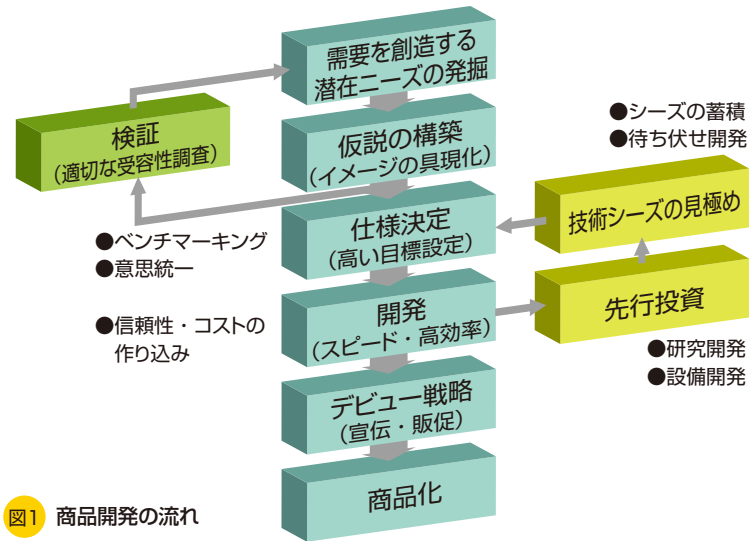 需要を創造する
潜在ニーズの発掘
検証
(適切な受容性調査)
仮説の構築
(イメージの具現化)
●シーズの蓄積
●待ち伏せ開発
仕様決定
(高い目標設定)
技術シーズの見極め
●ベンチマーキング
●意思統一
開発
(スピード・高効率)
先行投資
●信頼性・コストの
作り込み
●研究開発
●設備開発
デビュー戦略
(宣伝・販促)
商品化
図1 商品開発の流れ